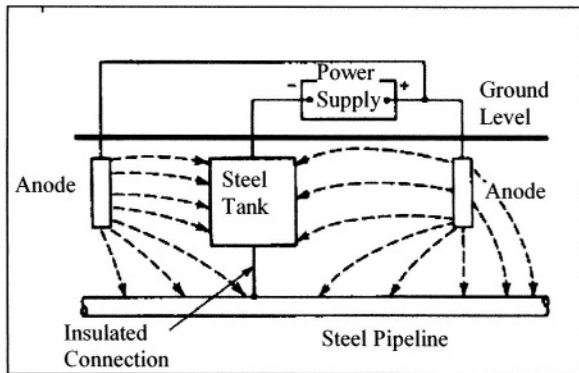 Power
- Supply +
Ground
Level
Anode
Steel
Tank
Anode
Insulated
Connection
Steel Pipeline